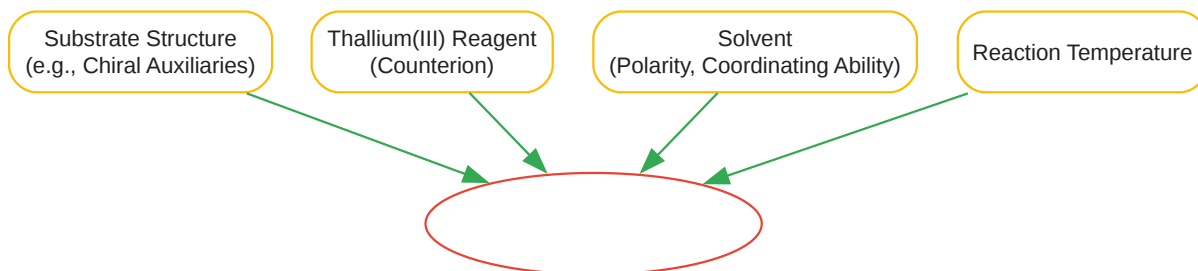 Substrate Structure
(e.g., Chiral Auxiliaries)
Thallium(III) Reagent
(Counterion)
Solvent
(Polarity, Coordinating Ability)
Reaction Temperature